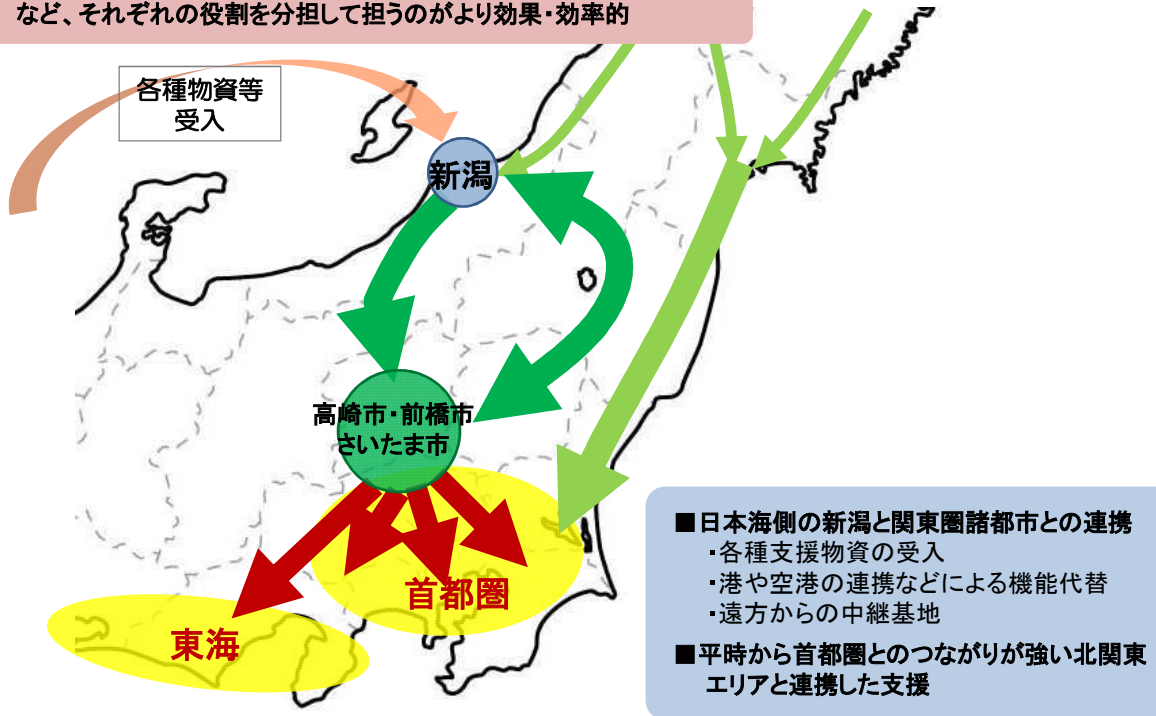 など、それぞれの役割を分担して担うのがより効果・効率的
各種物資等
受入
新潟
高崎市・前橋市
さいたま市
首都圏
東海
■日本海側の新潟と関東圏諸都市との連携
・各種支援物資の受入
・港や空港の連携などによる機能代替
・遠方からの中継基地
■平時から首都圏とのつながりが強い北関東
エリアと連携した支援